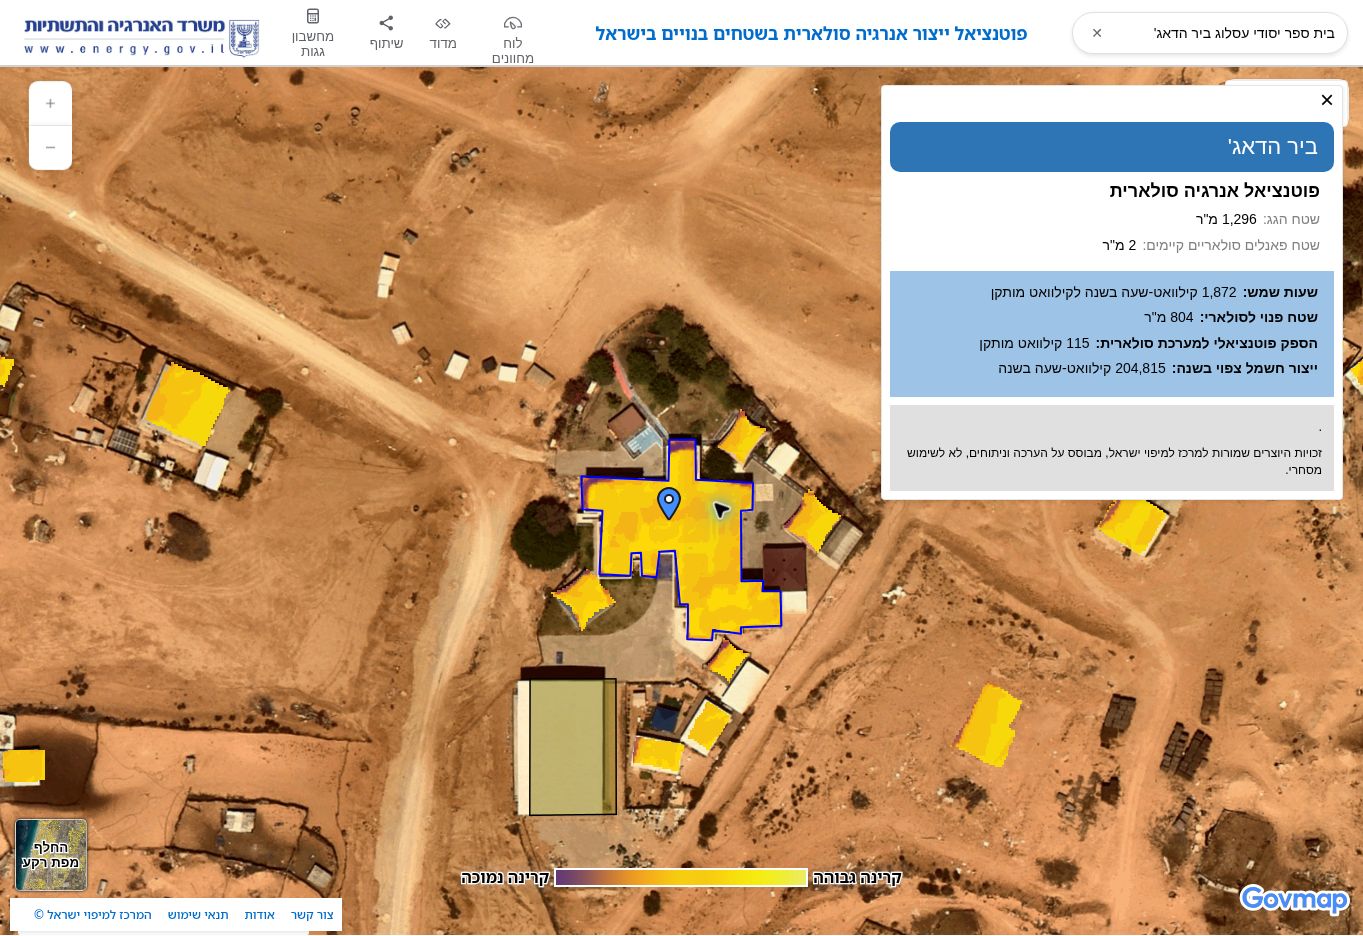 בית ספר יסודי עסלוג ביר הדאג'
פוטנציאל ייצור אנרגיה סולארית בשטחים בנויים בישראל
לוח
מחוונים
מדוד
שיתוף
מחשבון
גגות
משרד האנרגיה והתשתיות
www.energy.gov.il
ביר הדאג'
פוטנציאל אנרגיה סולארית
שטח הגג: 1,296 מ"ר
שטח פאנלים סולאריים קיימים: 2 מ"ר
שעות שמש: 1,872 קילוואט-שעה בשנה לקילוואט מותקן
שטח פנוי לסולארי: 804 מ"ר
הספק פוטנציאלי למערכת סולארית: 115 קילוואט מותקן
ייצור חשמל צפוי בשנה: 204,815 קילוואט-שעה בשנה
.
זכויות היוצרים שמורות למרכז למיפוי ישראל, מבוסס על הערכה וניתוחים, לא לשימוש
מסחרי.
החלף
מפת רקע
קרינה גבוהה
קרינה נמוכה
Govmap
צור קשר אודות תנאי שימוש המרכז למיפוי ישראל ©